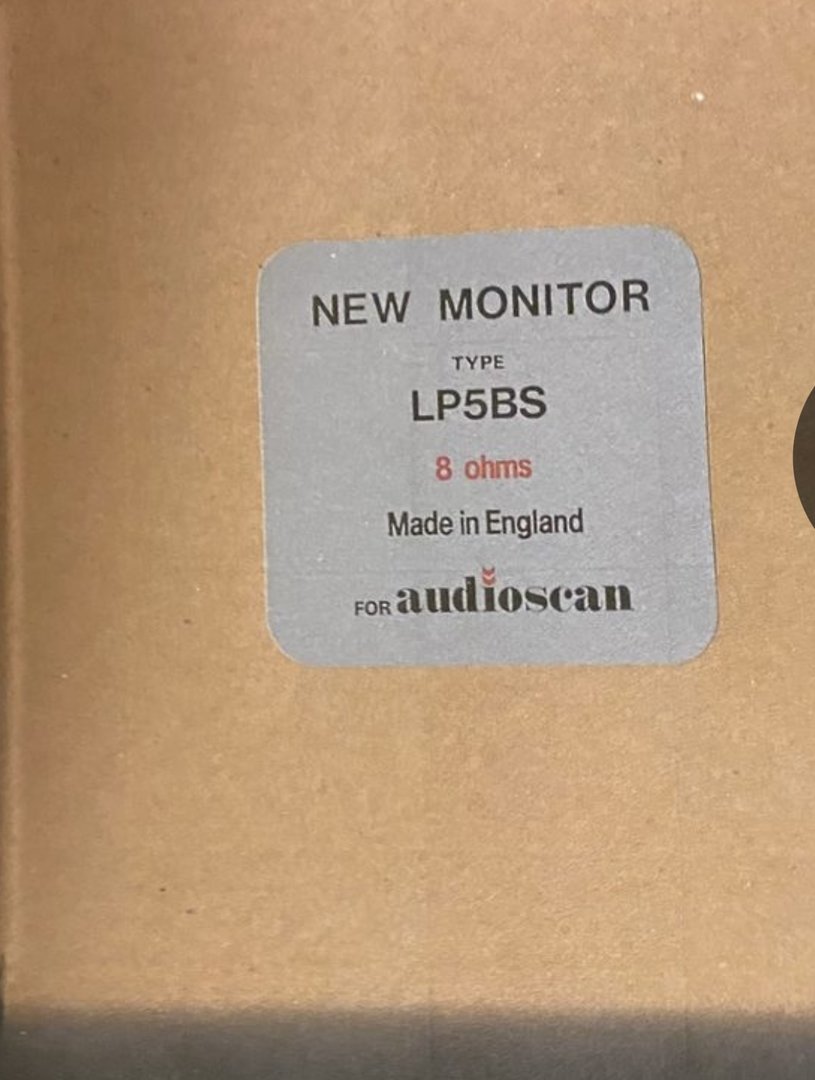 NEW MONITOR
TYPE
LP5BS
8 ohms
Made in England
FOR audioscan